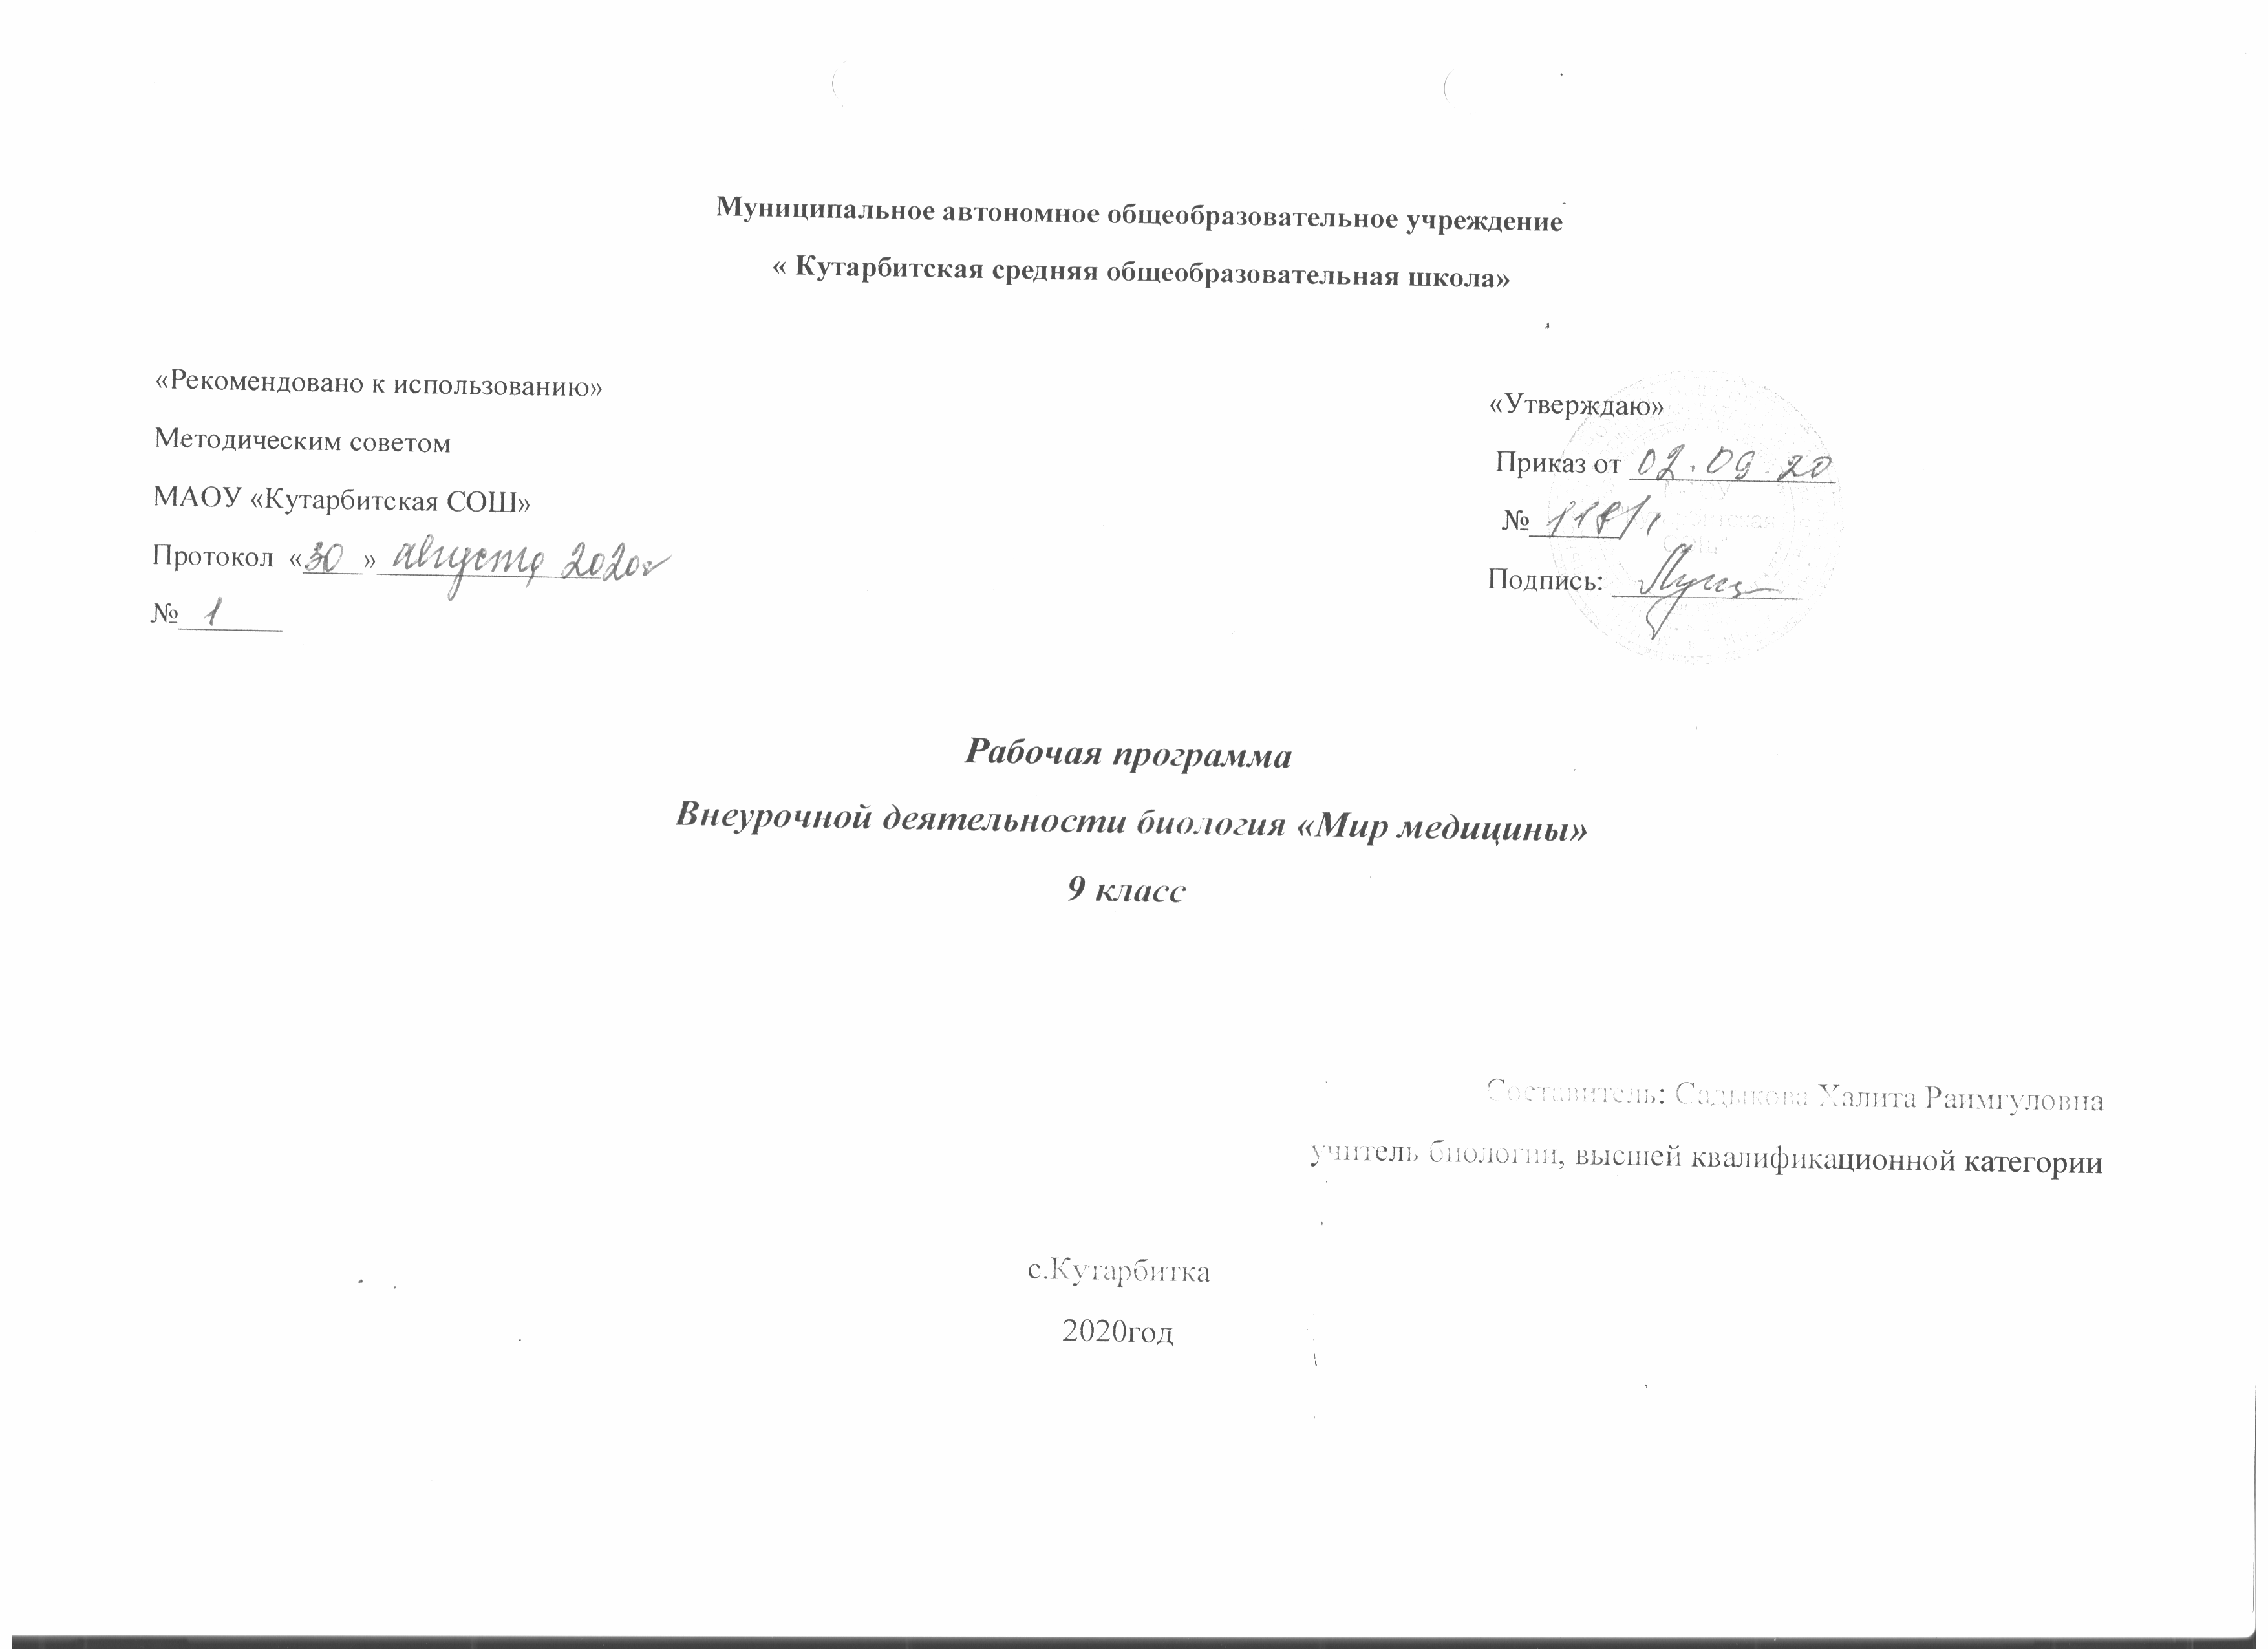 Муниципальное автономное общеобразовательное учреждение
« Кутарбитская средняя общеобразовательная школа»
«Рекомендовано к использованию»
Методическим советом
МАОУ «Кутарбитская СОШ»
Протокол «30» августа 2020г
№ 1
«Утверждаю»
Приказ от 02.09.20
№ 118/1
Подпись:
Рабочая программа
Внеурочной деятельности биология «Мир медицины»
9 класс
Составитель: Садыкова Халита Раимгуловна
учитель биологии, высшей квалификационной категории
с.Кутарбитка
2020год